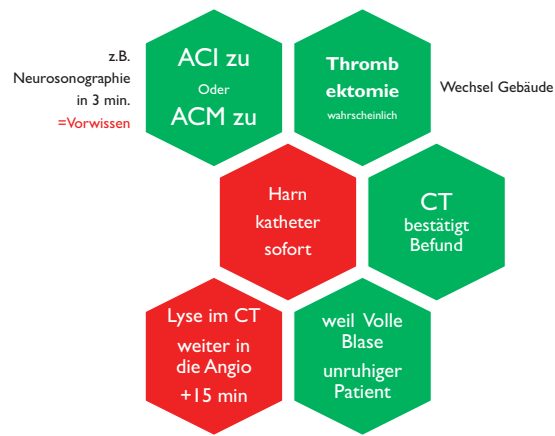 z.B.
Neurosonographie
in 3 min.
=Vorwissen
ACI zu
Oder
ACM zu
Thromb
ektomie
wahrscheinlich
Wechsel Gebäude
Harn
katheter
sofort
CT
bestätigt
Befund
Lyse im CT
weiter in
die Angio
+15 min
weil Volle
Blase
unruhiger
Patient